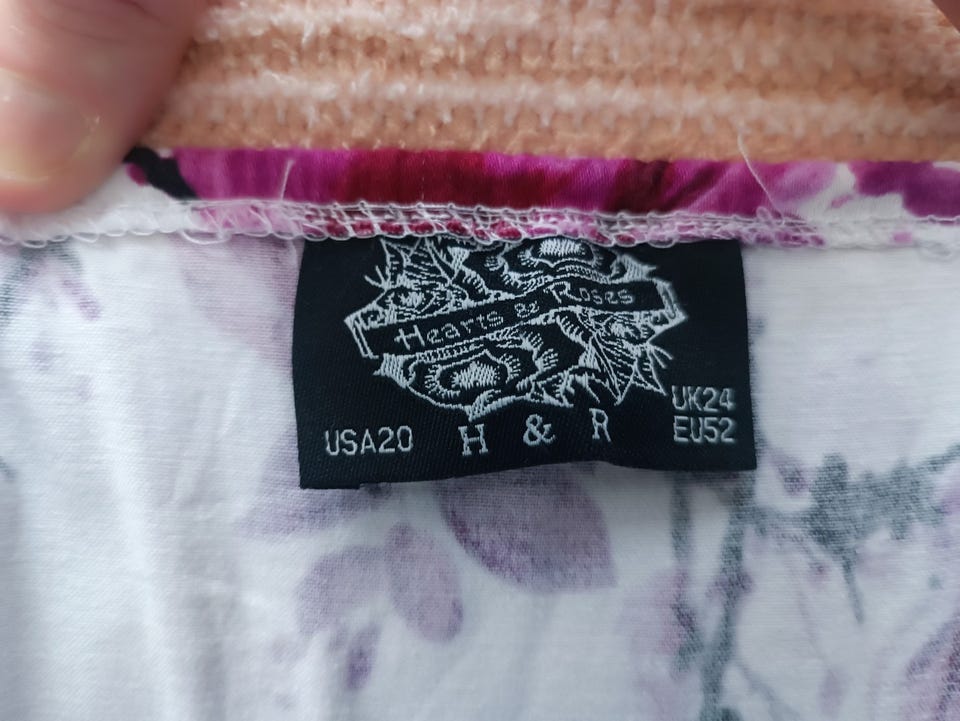 Hearts & Roses
USA20
H & R
UK24
EU52